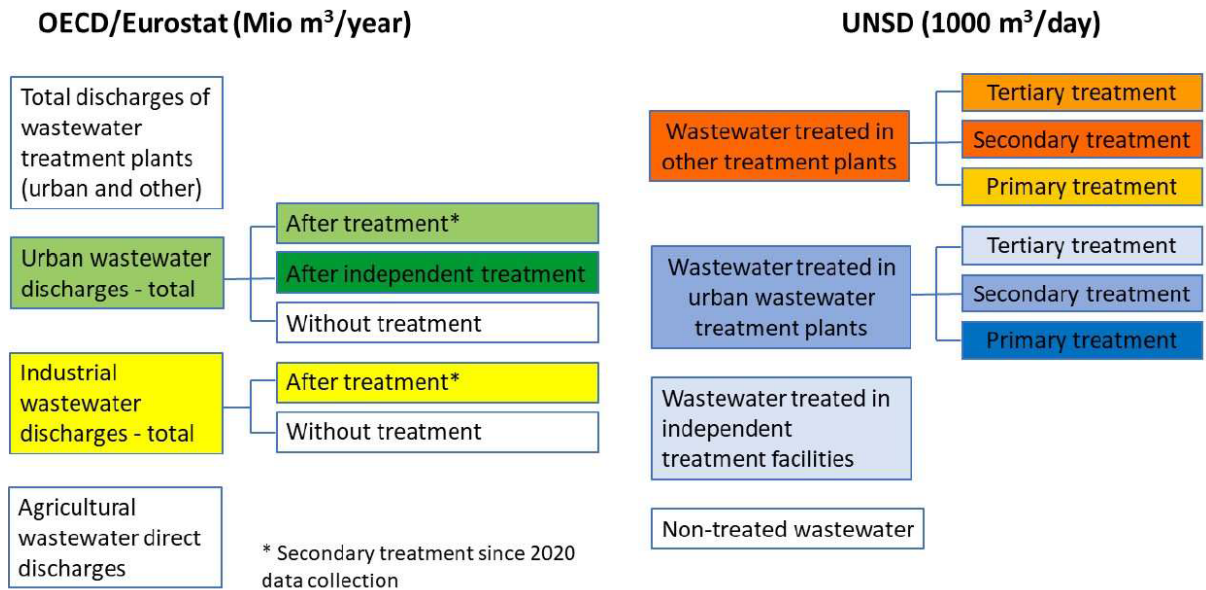 OECD/Eurostat (Mio m³/year)
Total discharges of
wastewater
treatment plants
(urban and other)
Urban wastewater
discharges - total
After treatment*
After independent treatment
Without treatment
Industrial
wastewater
discharges - total
After treatment*
Without treatment
Agricultural
wastewater direct
discharges
* Secondary treatment since 2020
data collection
UNSD (1000 m³/day)
Wastewater treated in
other treatment plants
Tertiary treatment
Secondary treatment
Primary treatment
Wastewater treated in
urban wastewater
treatment plants
Tertiary treatment
Secondary treatment
Primary treatment
Wastewater treated in
independent
treatment facilities
Non-treated wastewater